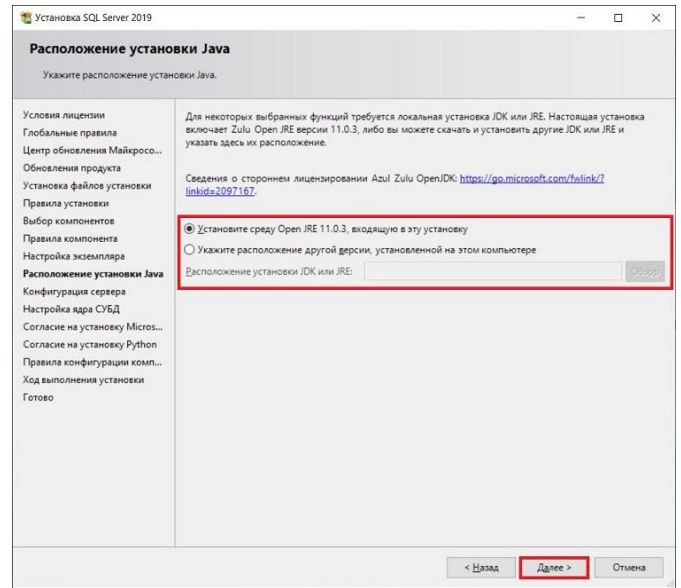 Установка SQL Server 2019
Расположение установки Java
Укажите расположение установки Java.
Условия лицензии
Глобальные правила
Центр обновления Майкросо...
Обновления продукта
Установка файлов установки
Правила установки
Выбор компонентов
Правила компонента
Настройка экземпляра
Расположение установки Java
Конфигурация сервера
Настройка ядра СУБД
Согласие на установку Micros...
Согласие на установку Python
Правила конфигурации комп...
Ход выполнения установки
Готово
Для некоторых выбранных функций требуется локальная установка JDK или JRE. Настоящая установка
включает Zulu Open JRE версии 11.0.3, либо вы можете скачать и установить другие JDK или JRE и
указать здесь их расположение.
Сведения о стороннем лицензировании Azul Zulu OpenJDK: https://go.microsoft.com/fwlink/?
linkid=2097167.
Установите среду Open JRE 11.0.3, входящую в эту установку
Укажите расположение другой версии, установленной на этом компьютере
Расположение установки JDK или JRE:
Обзор
< Назад
Далее >
Отмена